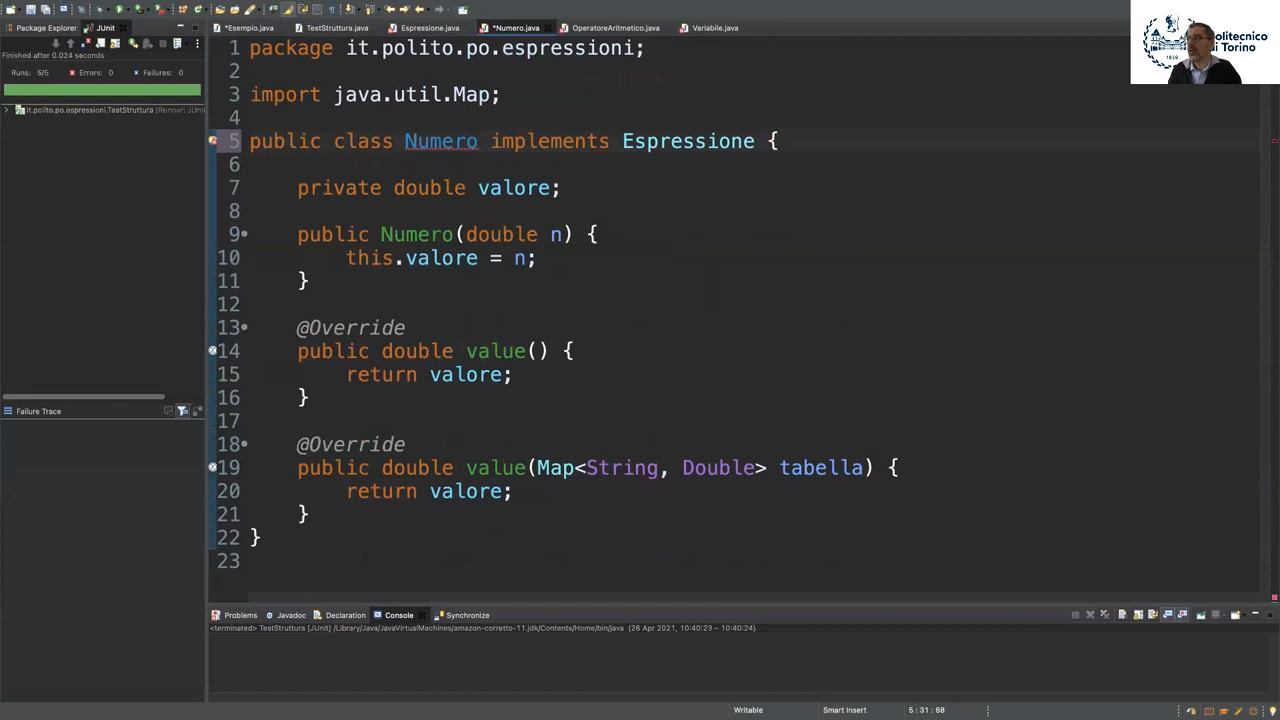 Package Explorer
JUnit
*Esempio.java
TestStruttura.java
Espressione.java
*Numero.java
OperatoreAritmetico.java
Variabile.java
Finished after 0.024 seconds
Runs: 5/5
Errors: 0
Failures: 0
it.polito.po.espressioni.TestStruttura [Runner: JUni
Failure Trace
1 package it.polito.po.espressioni;
2
3 import java.util.Map;
4
5 public class Numero implements Espressione {
6
7 private double valore;
8
9 public Numero(double n) {
10 this.valore = n;
11 }
12
13 @Override
14 public double value() {
15 return valore;
16 }
17
18 @Override
19 public double value(Map<String, Double> tabella) {
20 return valore;
21 }
22 }
23
Problems
Javadoc
Declaration
Console
Synchronize
<terminated> TestStruttura [JUnit] /Library/Java/JavaVirtualMachines/amazon-corretto-11.jdk/Contents/Home/bin/java (26 Apr 2021, 10:40:23 – 10:40:24)
Writable
Smart Insert
5 : 31 : 88
Politecnico
di Torino
1859